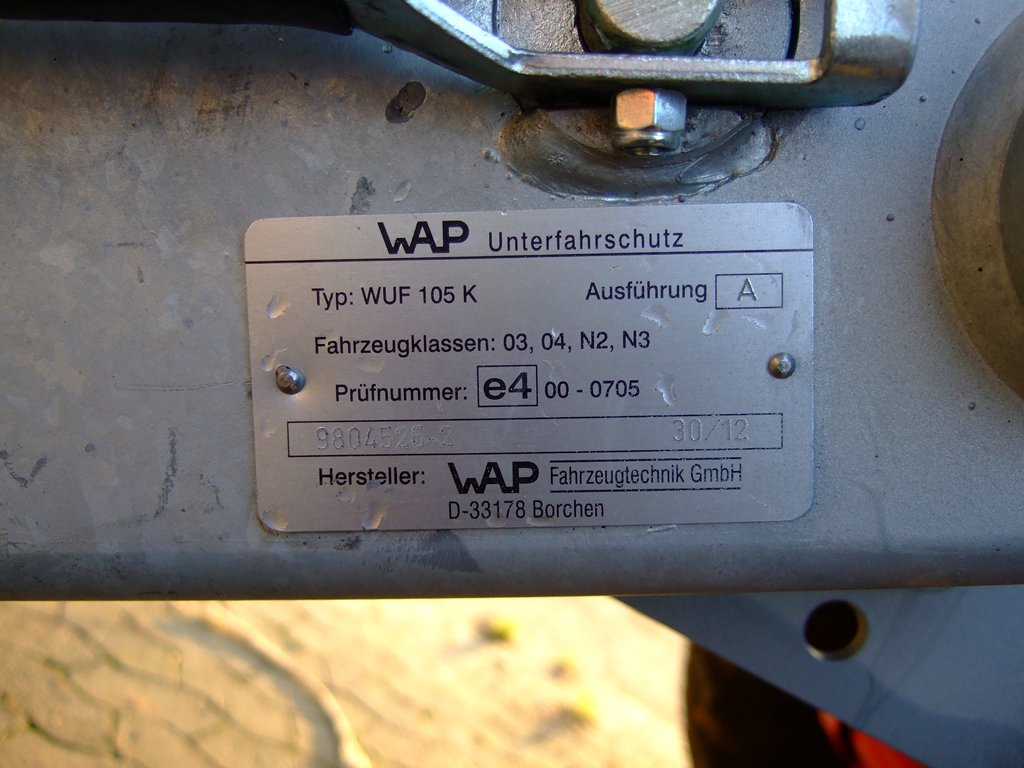 WAP Unterfahrschutz
Typ: WUF 105 K Ausführung A
Fahrzeugklassen: 03, 04, N2, N3
Prüfnummer: e4 00 - 0705
9804526-2 30/12
Hersteller: WAP Fahrzeugtechnik GmbH
D-33178 Borchen